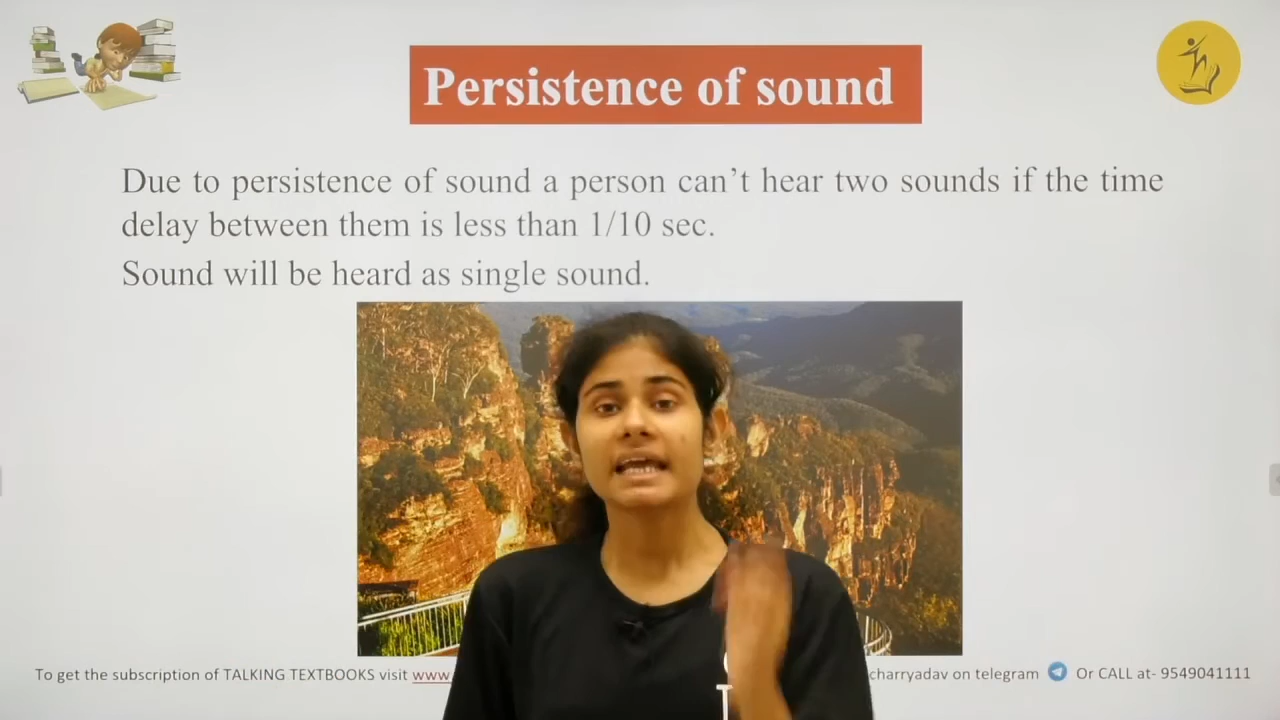 Persistence of sound
Due to persistence of sound a person can't hear two sounds if the time
delay between them is less than 1/10 sec.
Sound will be heard as single sound.
To get the subscription of TALKING TEXTBOOKS visit www. charryadav on telegram Or CALL at- 9549041111